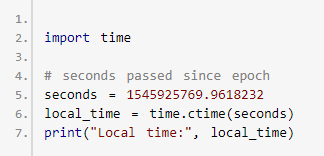 1.
2. import time
3.
4. # seconds passed since epoch
5. seconds = 1545925769.9618232
6. local_time = time.ctime(seconds)
7. print("Local time:", local_time)